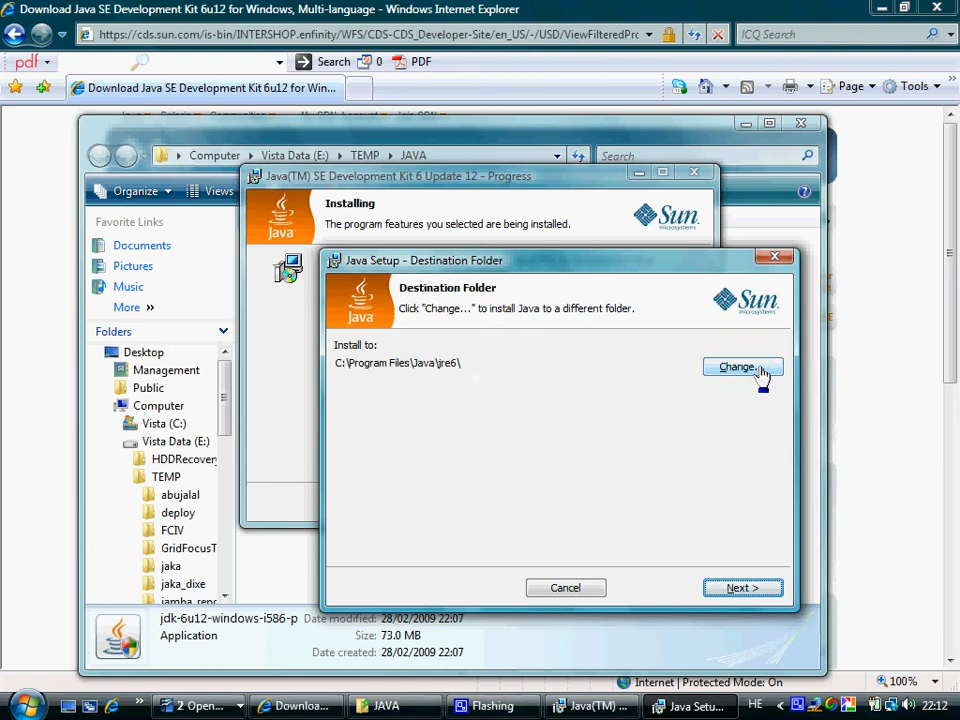 Download Java SE Development Kit 6u12 for Windows, Multi-language - Windows Internet Explorer
https://cds.sun.com/is-bin/INTERSHOP.enfinity/WFS/CDS-CDS_Developer-Site/en_US/-/USD/ViewFilteredPro
ICQ Search
pdf
Search
0
PDF
Download Java SE Development Kit 6u12 for Win...
Page
Tools
Computer
Vista Data (E:)
TEMP
JAVA
Search
Java(TM) SE Development Kit 6 Update 12 - Progress
Organize
Views
Installing
The program features you selected are being installed.
Java
Sun
microsystems
Favorite Links
Documents
Pictures
Music
More »
Folders
Desktop
Management
Public
Computer
Vista (C:)
Vista Data (E:)
HDDRecovery
TEMP
abujalal
deploy
FCIV
GridFocusT
jaka
jaka_dixe
Java Setup - Destination Folder
Destination Folder
Click "Change..." to install Java to a different folder.
Java
Sun
microsystems
Install to:
C:\Program Files\Java\jre6\
Change...
Cancel
Next >
jdk-6u12-windows-i586-p
Application
Date modified: 28/02/2009 22:07
Size: 73.0 MB
Date created: 28/02/2009 22:07
Internet | Protected Mode: On
100%
2 Open...
Downloa...
JAVA
Flashing
Java(TM) ...
Java Setu...
HE
22:12